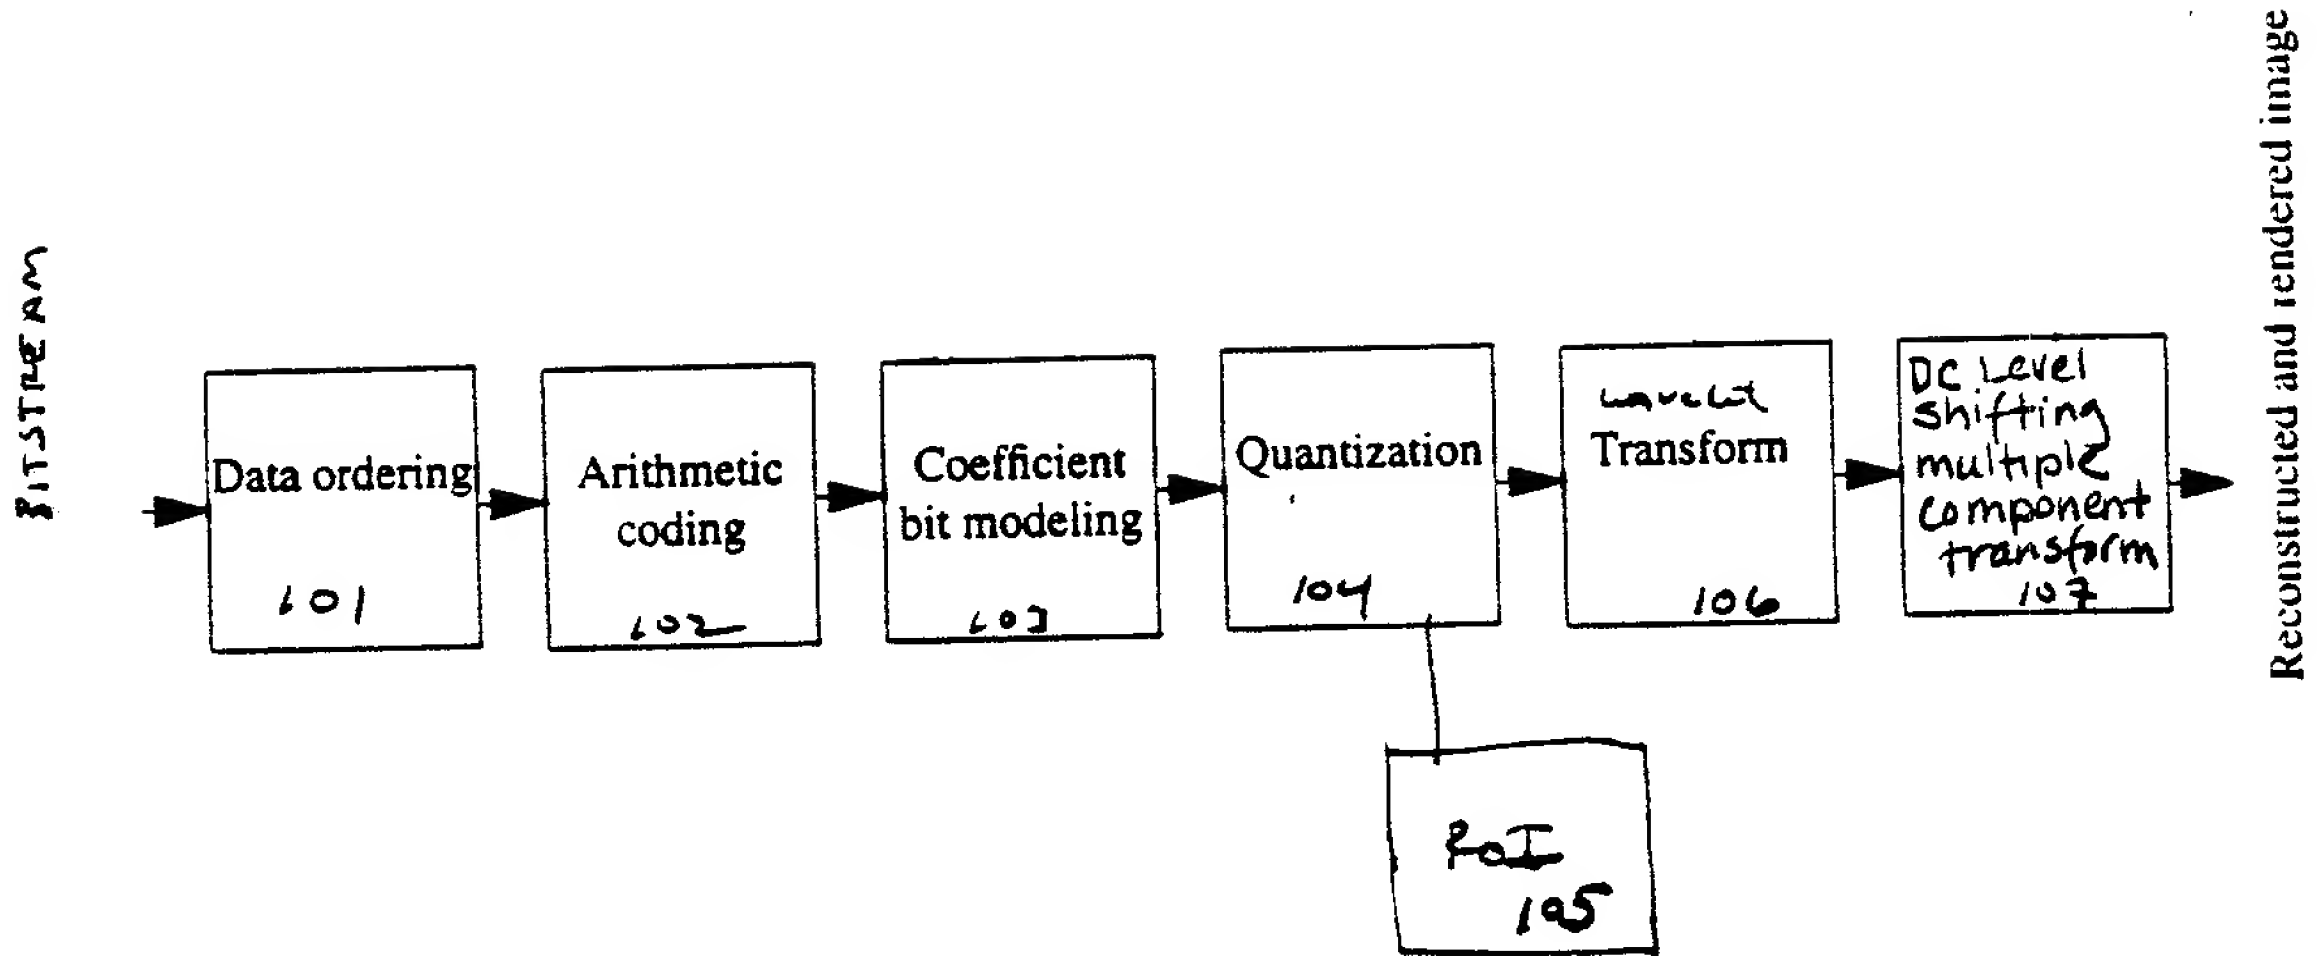 BITSTREAM
Data ordering
101
Arithmetic
coding
102
Coefficient
bit modeling
103
Quantization
104
wavelet
Transform
106
DC Level
shifting
multiple
component
transform
107
Reconstructed and rendered image
RoI
105